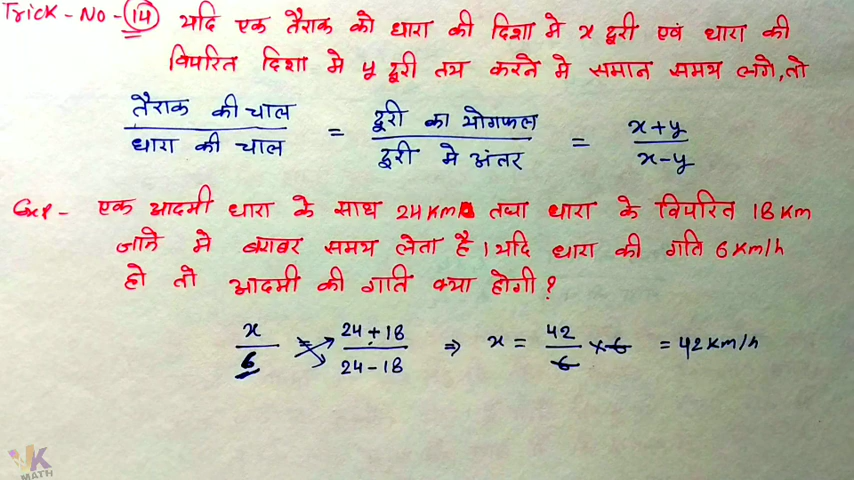 Trick-No-14 यदि एक तैराक को धारा की दिशा मे x दूरी एवं धारा की
विपरित दिशा मे y दूरी तय करने मे समान समय लगे, तो
तैराक की चाल / धारा की चाल = दूरी का योगफल / दूरी मे अंतर = x+y / x-y
Exp- एक आदमी धारा के साथ 24 Km तथा धारा के विपरित 18 Km
जाने मे बराबर समय लेता है। यदि धारा की गति 6 Km/h
हो तो आदमी की गति क्या होगी?
x / 6 = 24+18 / 24-18 ⇒ x = 42 / 6 × 6 = 42 Km/h
VK
MATH